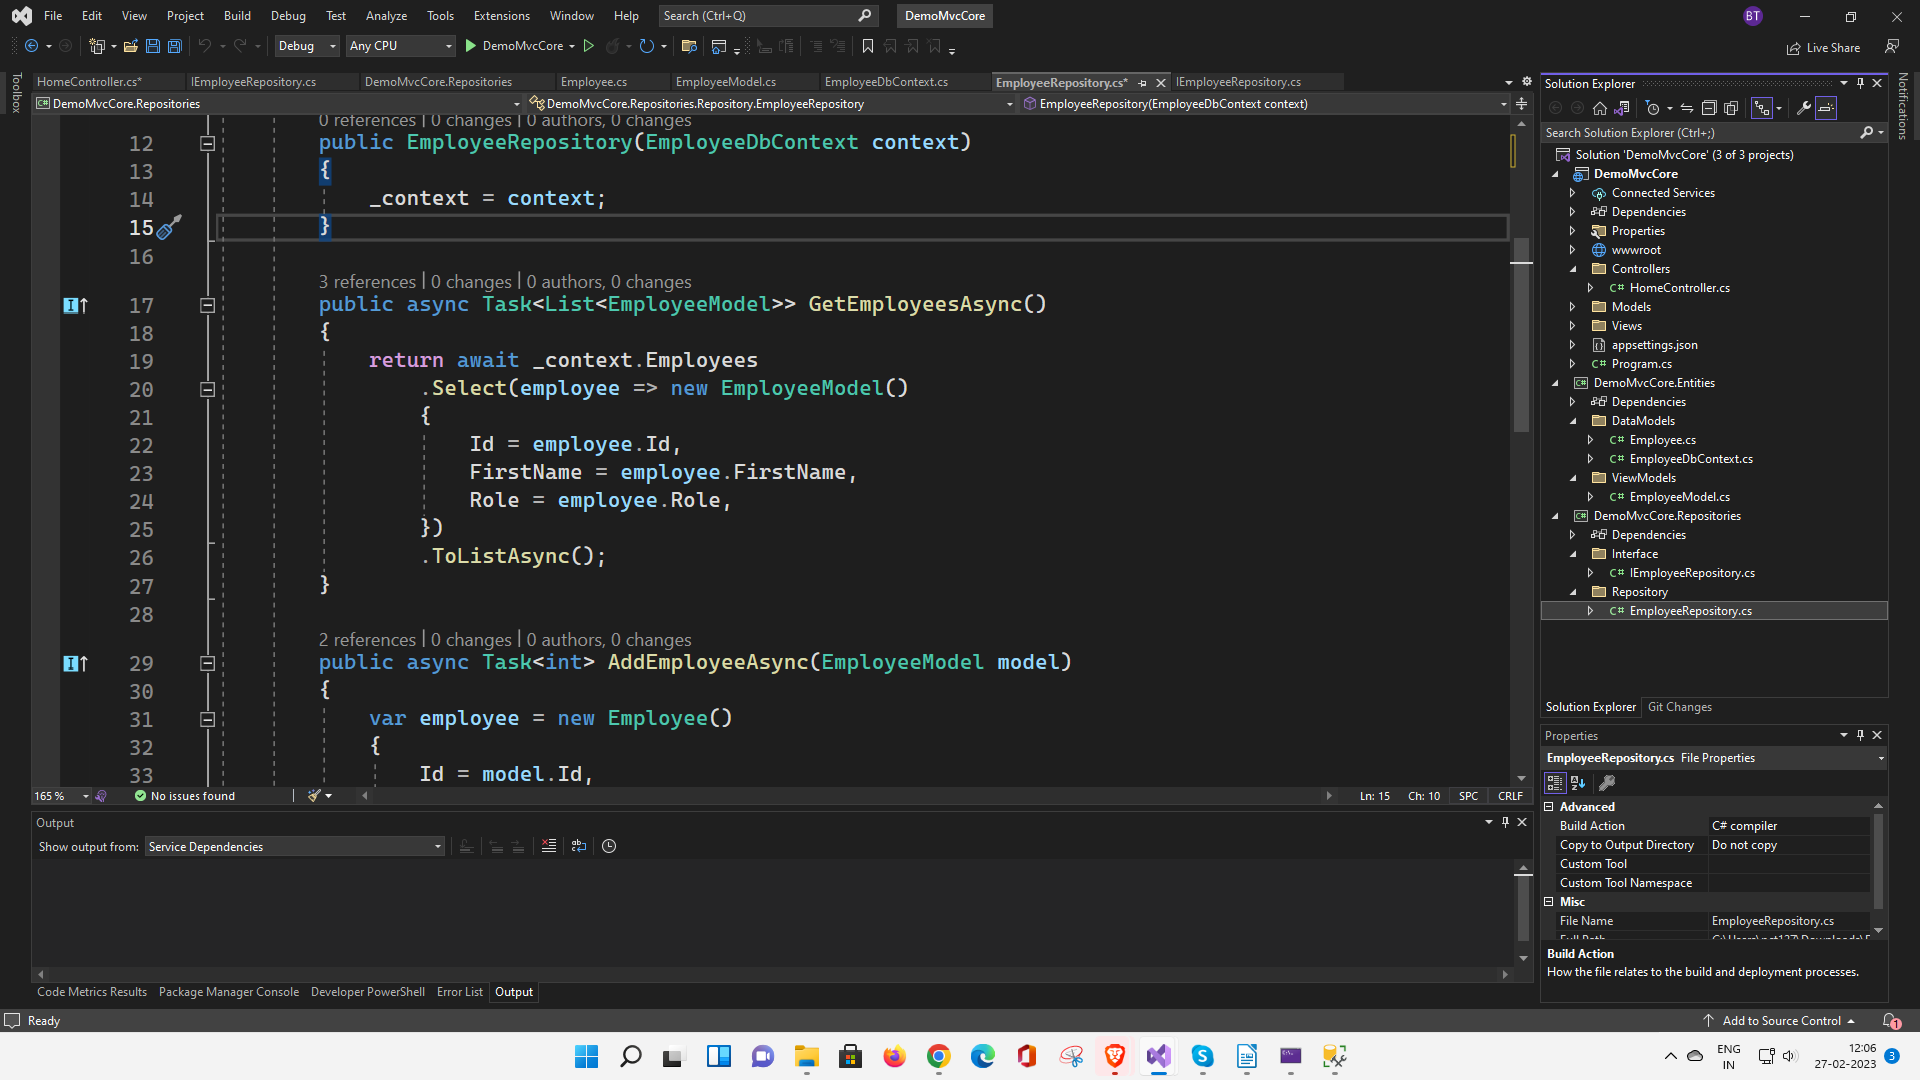 File Edit View Project Build Debug Test Analyze Tools Extensions Window Help Search (Ctrl+Q) DemoMvcCore BT
Debug Any CPU DemoMvcCore Live Share
Toolbox
HomeController.cs* IEmployeeRepository.cs DemoMvcCore.Repositories Employee.cs EmployeeModel.cs EmployeeDbContext.cs EmployeeRepository.cs* IEmployeeRepository.cs
DemoMvcCore.Repositories DemoMvcCore.Repositories.Repository.EmployeeRepository EmployeeRepository(EmployeeDbContext context)
0 references | 0 changes | 0 authors, 0 changes
12 public EmployeeRepository(EmployeeDbContext context)
13 {
14 _context = context;
15 }
16
3 references | 0 changes | 0 authors, 0 changes
17 public async Task<List<EmployeeModel>> GetEmployeesAsync()
18 {
19 return await _context.Employees
20 .Select(employee => new EmployeeModel()
21 {
22 Id = employee.Id,
23 FirstName = employee.FirstName,
24 Role = employee.Role,
25 })
26 .ToListAsync();
27 }
28
2 references | 0 changes | 0 authors, 0 changes
29 public async Task<int> AddEmployeeAsync(EmployeeModel model)
30 {
31 var employee = new Employee()
32 {
33 Id = model.Id,
165 % No issues found Ln: 15 Ch: 10 SPC CRLF
Output
Show output from: Service Dependencies
Code Metrics Results Package Manager Console Developer PowerShell Error List Output
Solution Explorer
Search Solution Explorer (Ctrl+;)
Solution 'DemoMvcCore' (3 of 3 projects)
DemoMvcCore
Connected Services
Dependencies
Properties
wwwroot
Controllers
C# HomeController.cs
Models
Views
appsettings.json
C# Program.cs
C# DemoMvcCore.Entities
Dependencies
DataModels
C# Employee.cs
C# EmployeeDbContext.cs
ViewModels
C# EmployeeModel.cs
C# DemoMvcCore.Repositories
Dependencies
Interface
C# IEmployeeRepository.cs
Repository
C# EmployeeRepository.cs
Solution Explorer Git Changes
Properties
EmployeeRepository.cs File Properties
Advanced
Build Action C# compiler
Copy to Output Directory Do not copy
Custom Tool
Custom Tool Namespace
Misc
File Name EmployeeRepository.cs
Build Action
How the file relates to the build and deployment processes.
Notifications
Ready Add to Source Control 1
ENG
IN
12:06
27-02-2023
3